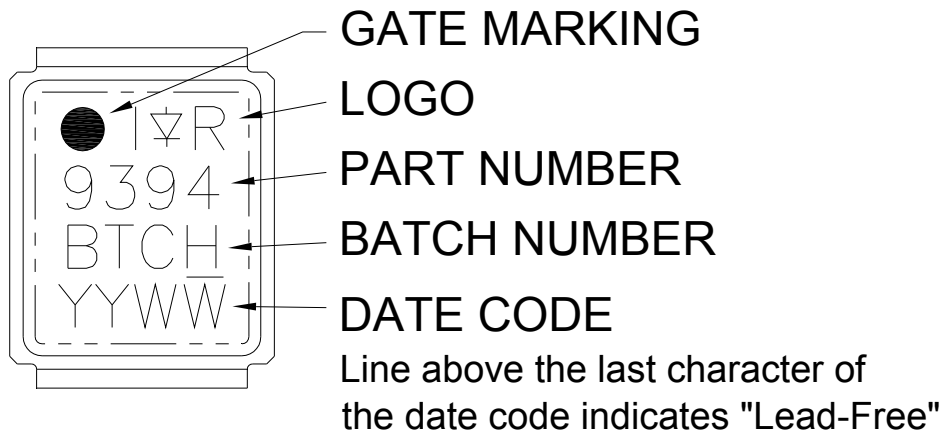 GATE MARKING
I R
LOGO
9394
PART NUMBER
BTCH
BATCH NUMBER
YYWW
DATE CODE
Line above the last character of
the date code indicates "Lead-Free"